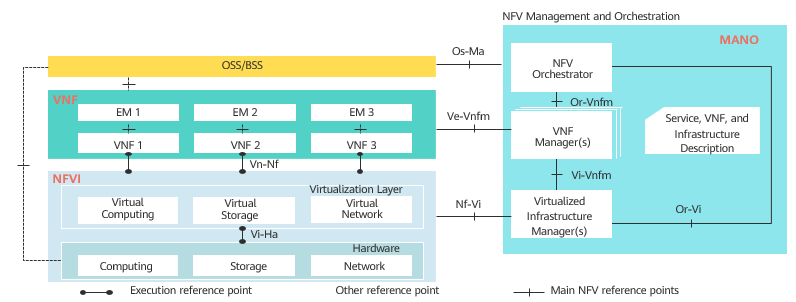 NFV Management and Orchestration
MANO
Os-Ma
OSS/BSS
NFV
Orchestrator
Or-Vnfm
VNF
EM 1
EM 2
EM 3
Ve-Vnfm
VNF
Manager(s)
Service, VNF, and
Infrastructure
Description
VNF 1
VNF 2
VNF 3
Vn-Nf
Vi-Vnfm
NFVI
Virtualization Layer
Virtual
Computing
Virtual
Storage
Virtual
Network
Nf-Vi
Virtualized
Infrastructure
Manager(s)
Or-Vi
Vi-Ha
Hardware
Computing
Storage
Network
Execution reference point
Other reference point
Main NFV reference points